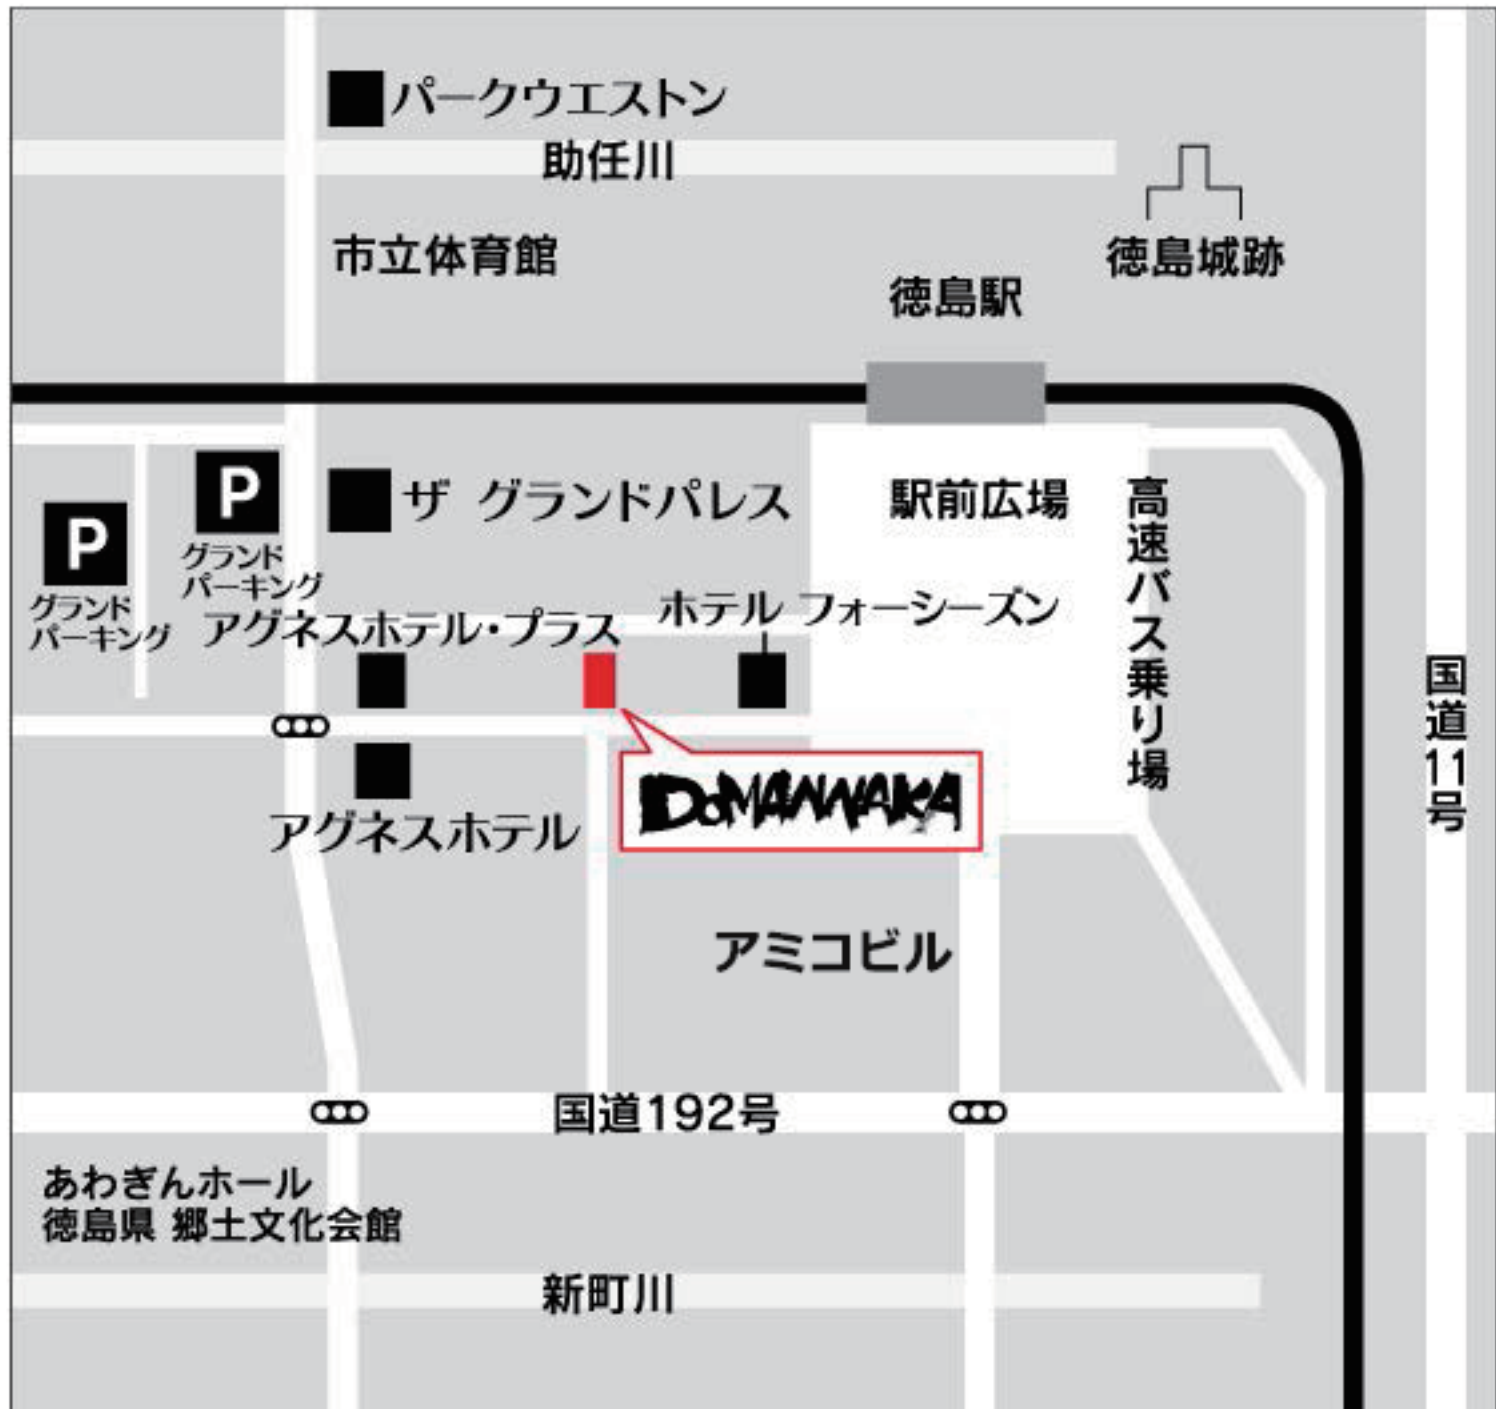 パークウエストン
助任川
市立体育館
徳島城跡
徳島駅
P
グランド
パーキング
P
グランド
パーキング
ザ グランドパレス
駅前広場
高速バス乗り場
アグネスホテル・プラス
ホテル フォーシーズン
国道11号
DoMANNAKA
アグネスホテル
アミコビル
国道192号
あわぎんホール
徳島県 郷土文化会館
新町川